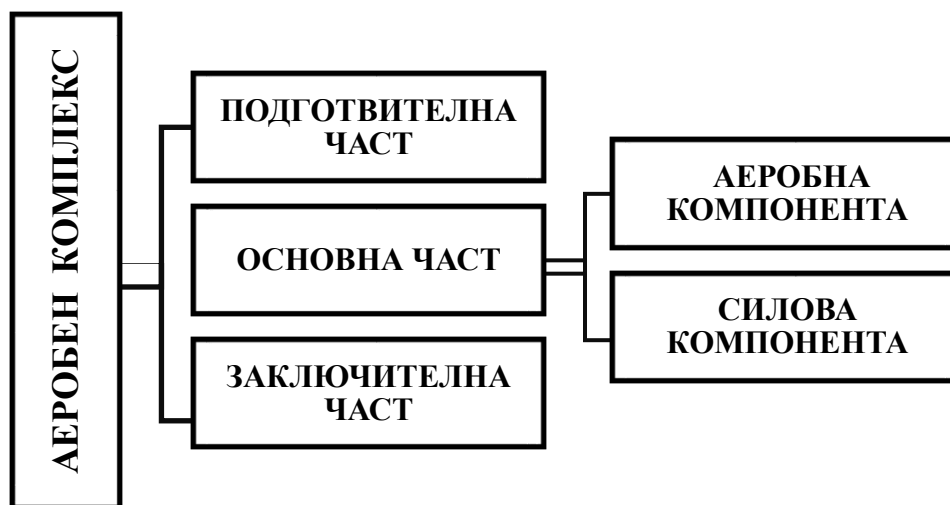 АЕРОБЕН КОМПЛЕКС
ПОДГОТВИТЕЛНА
ЧАСТ
ОСНОВНА ЧАСТ
ЗАКЛЮЧИТЕЛНА
ЧАСТ
АЕРОБНА
КОМПОНЕНТА
СИЛОВА
КОМПОНЕНТА